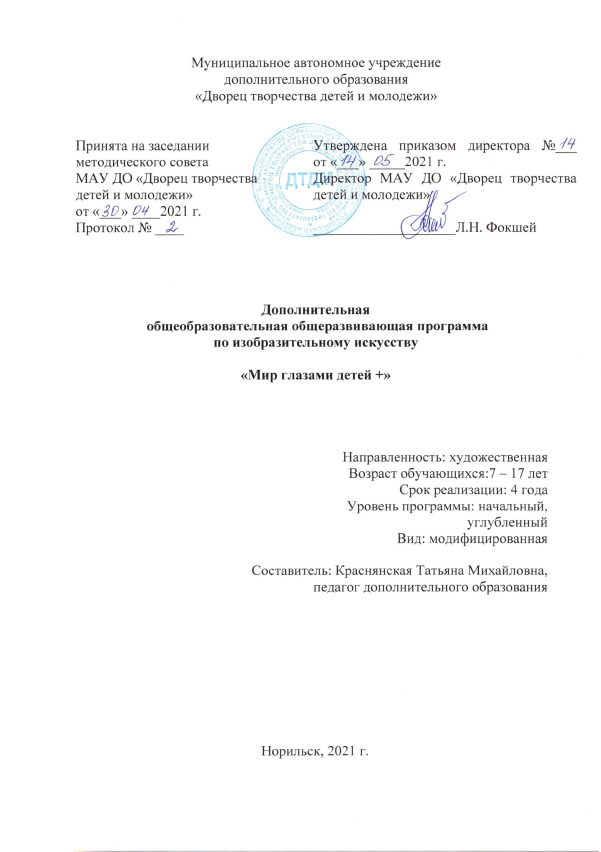 Муниципальное автономное учреждение
дополнительного образования
«Дворец творчества детей и молодежи»
Принята на заседании
методического совета
МАУ ДО «Дворец творчества
детей и молодежи»
от «30» 04 2021 г.
Протокол № 2
Утверждена приказом директора № 14
от «14» 05 2021 г.
Директор МАУ ДО «Дворец творчества
детей и молодежи»
Л.Н. Фокшей
ДТДМ
Дополнительная
общеобразовательная общеразвивающая программа
по изобразительному искусству
«Мир глазами детей +»
Направленность: художественная
Возраст обучающихся:7 – 17 лет
Срок реализации: 4 года
Уровень программы: начальный,
углубленный
Вид: модифицированная
Составитель: Краснянская Татьяна Михайловна,
педагог дополнительного образования
Норильск, 2021 г.